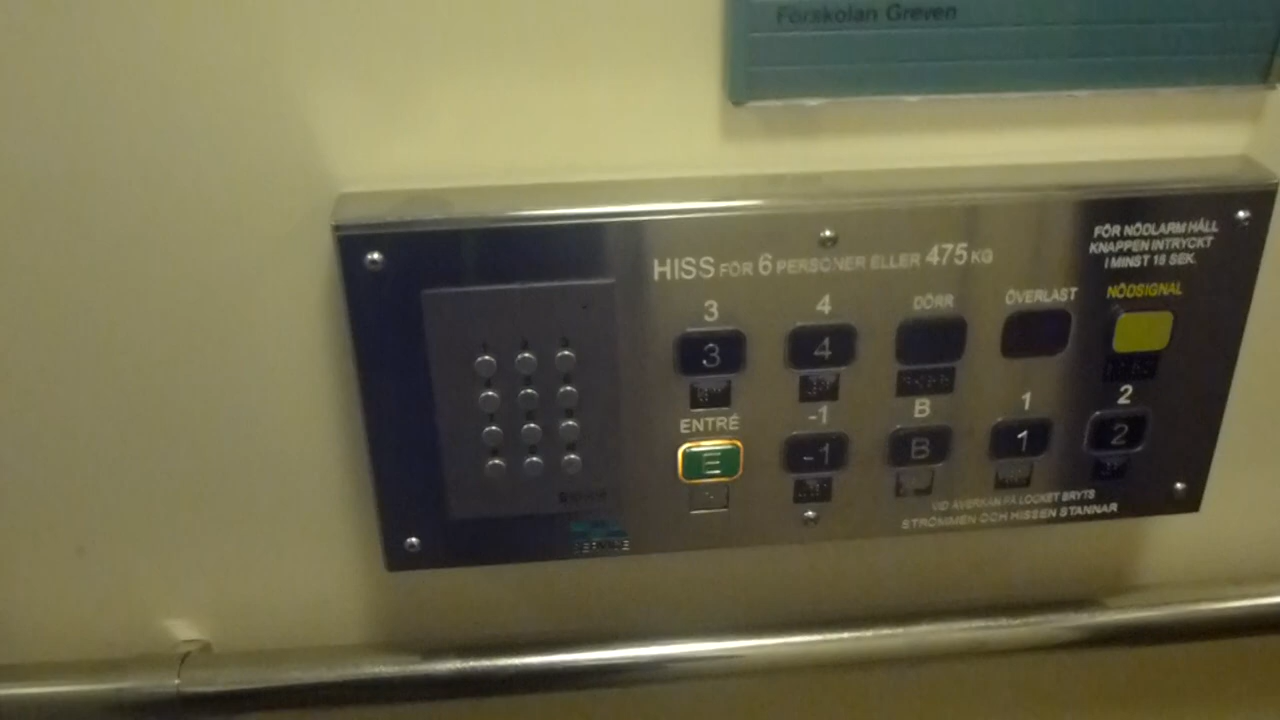 Förskolan Greven
HISS FÖR 6 PERSONER ELLER 475 KG
FÖR NÖDLARM HÅLL
KNAPPEN INTRYCKT
I MINST 15 SEK.
3
4
DÖRR
ÖVERLAST
NÖDSIGNAL
3
4
ENTRÉ
-1
B
1
2
E
-1
B
1
2
VID ÅVERKAN PÅ LOCKET BRYTS
STRÖMMEN OCH HISSEN STANNAR